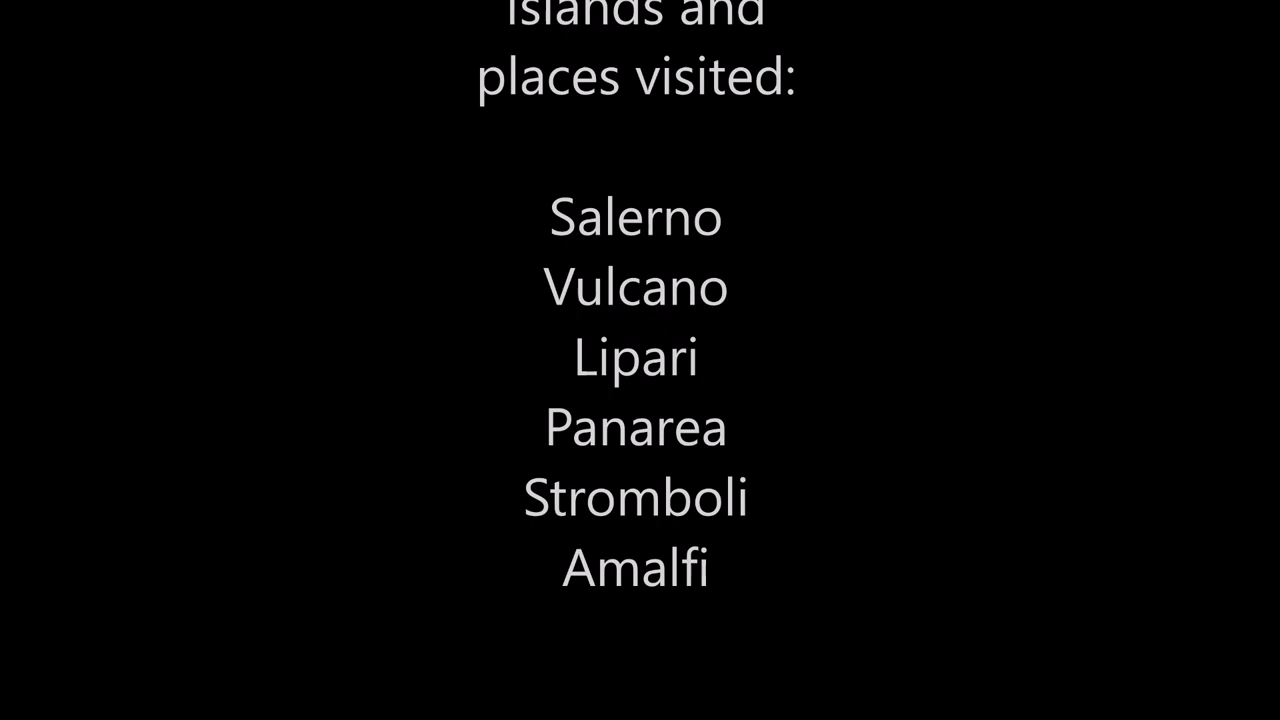 islands and
places visited:
Salerno
Vulcano
Lipari
Panarea
Stromboli
Amalfi